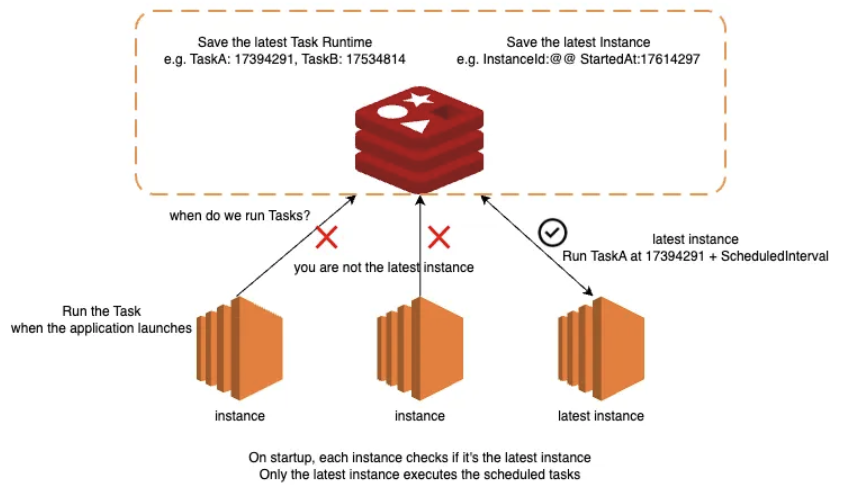 Save the latest Task Runtime
e.g. TaskA: 17394291, TaskB: 17534814
Save the latest Instance
e.g. InstanceId:@@ StartedAt:17614297
when do we run Tasks?
you are not the latest instance
latest instance
Run TaskA at 17394291 + ScheduledInterval
Run the Task
when the application launches
instance
instance
latest instance
On startup, each instance checks if it's the latest instance
Only the latest instance executes the scheduled tasks